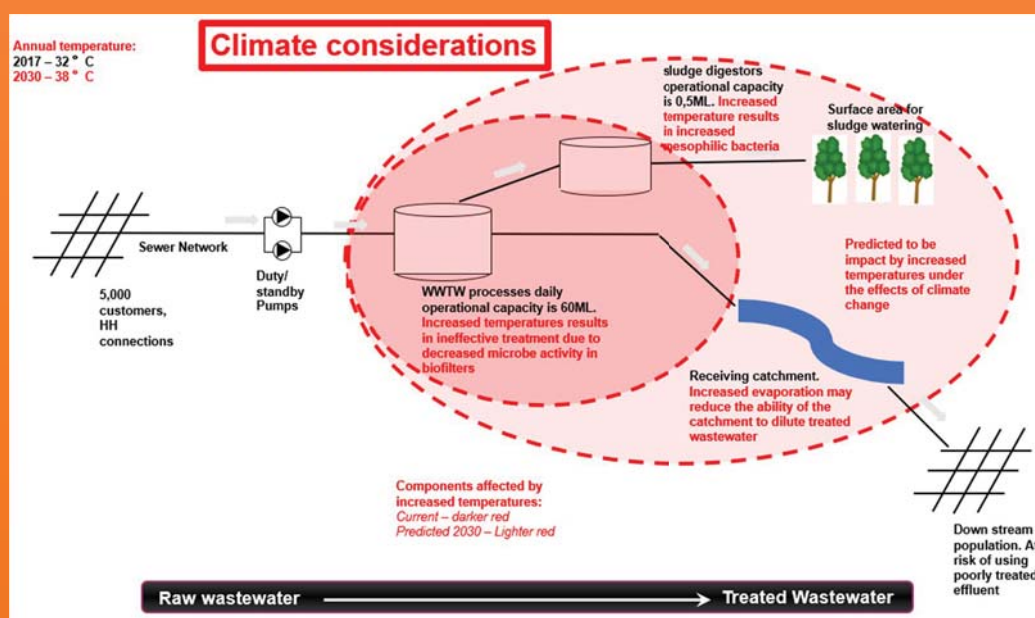 Climate considerations
Annual temperature:
2017 – 32° C
2030 – 38° C
sludge digestors
operational capacity
is 0,5ML. Increased
temperature results
in increased
mesophilic bacteria
Surface area for
sludge watering
Sewer Network
Duty/
standby
Pumps
5,000
customers,
HH
connections
WWTW processes daily
operational capacity is 60ML.
Increased temperatures results
in ineffective treatment due to
decreased microbe activity in
biofilters
Predicted to be
impact by increased
temperatures under
the effects of climate
change
Receiving catchment.
Increased evaporation may
reduce the ability of the
catchment to dilute treated
wastewater
Components affected by
increased temperatures:
Current – darker red
Predicted 2030 – Lighter red
Down stream
population. At
risk of using
poorly treated
effluent
Raw wastewater
Treated Wastewater